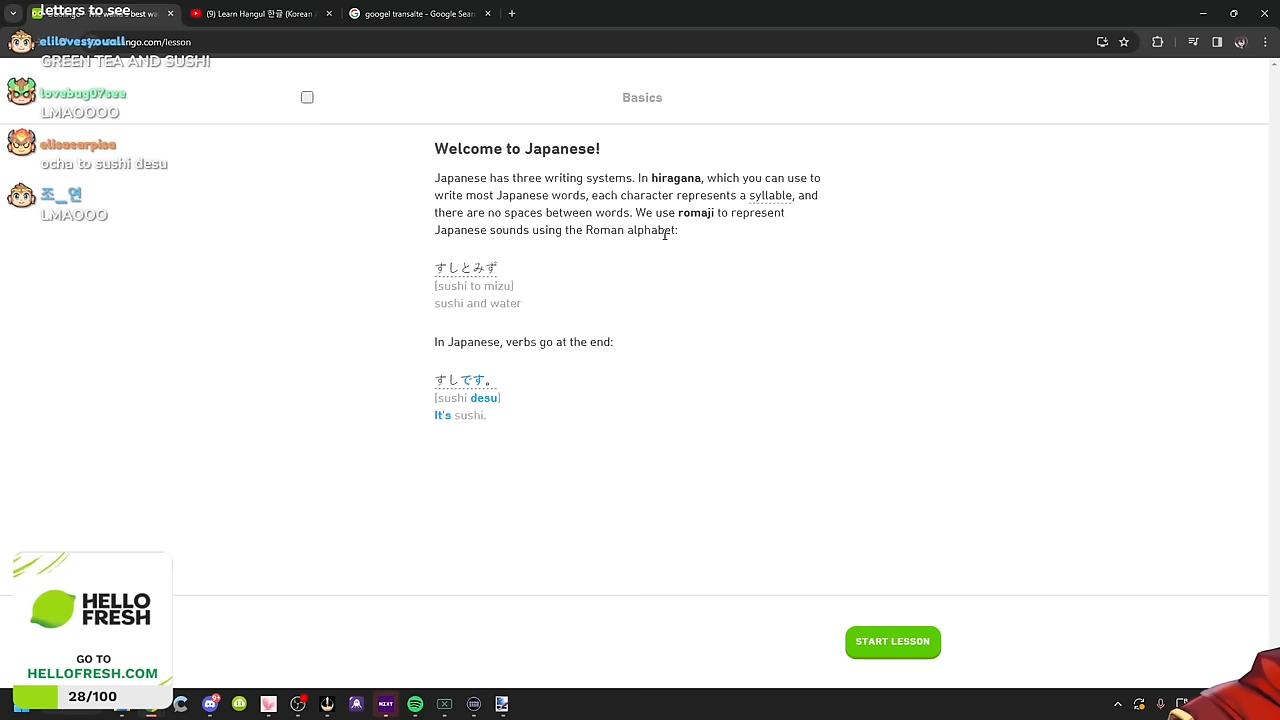 letters to see
(9) Learn Hangul 한글 (Korean A
googel transalte - Google Sear
elilovesyouall
ngo.com/lesson
GREEN TEA AND SUSHI
lovebug07see
LMAOOOO
Basics
elisacarpisa
ocha to sushi desu
조__연
LMAOOO
Welcome to Japanese!
Japanese has three writing systems. In hiragana, which you can use to
write most Japanese words, each character represents a syllable, and
there are no spaces between words. We use romaji to represent
Japanese sounds using the Roman alphabet:
すしとみず
[sushi to mizu]
sushi and water
In Japanese, verbs go at the end:
すしです。
[sushi desu]
It's sushi.
HELLO
FRESH
GO TO
HELLOFRESH.COM
28/100
START LESSON
NEXT